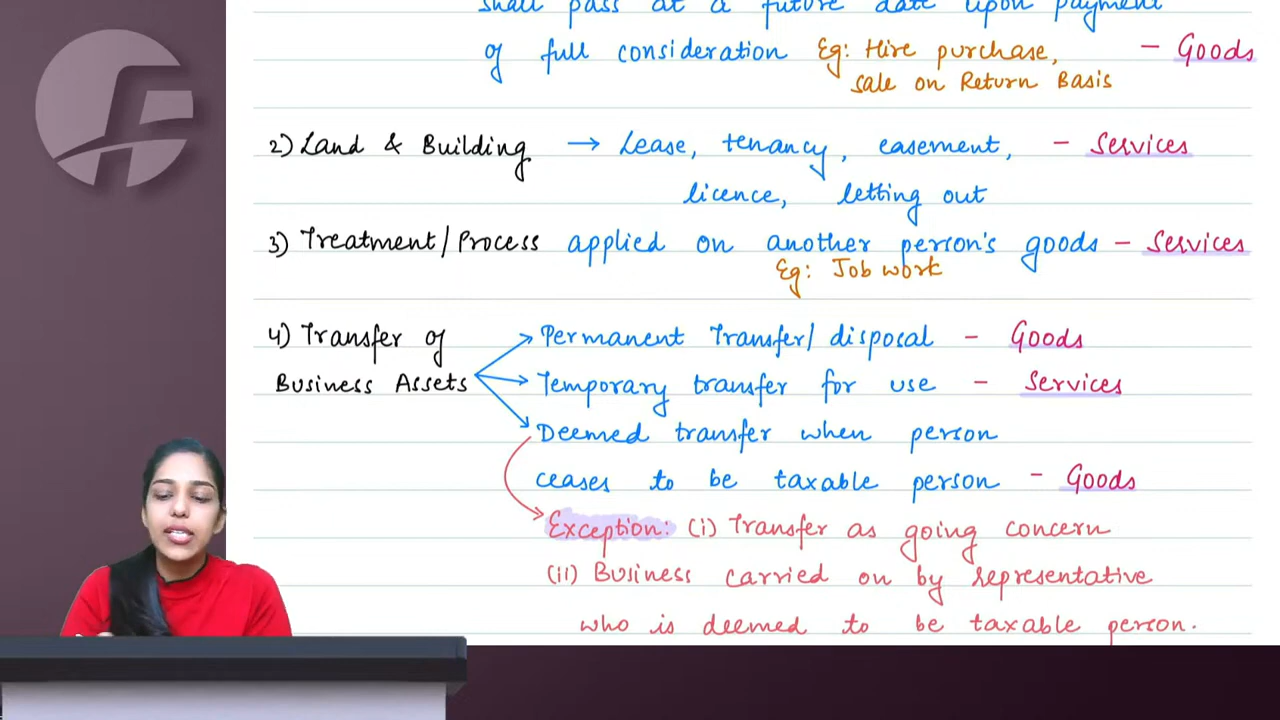 shall pass at a future date upon payment
of full consideration Eg: Hire purchase, - Goods
sale on Return Basis
2) Land & Building → Lease, tenancy, easement, - Services
licence, letting out
3) Treatment/Process applied on another person's goods - Services
Eg: Job work
4) Transfer of Permanent Transfer/disposal - Goods
Business Assets Temporary transfer for use - Services
Deemed transfer when person
ceases to be taxable person - Goods
Exception: (i) Transfer as going concern
(ii) Business carried on by representative
who is deemed to be taxable person.